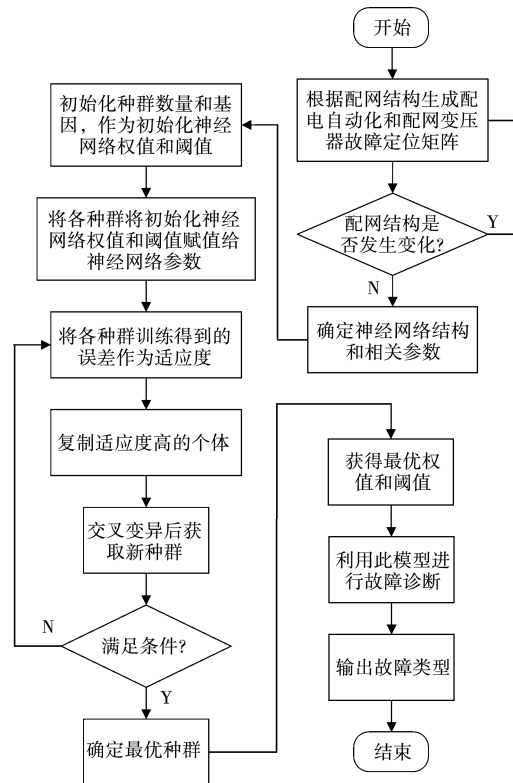 开始
根据配网结构生成配
电自动化和配网变压
器故障定位矩阵
配网结构是
否发生变化?
Y
N
确定神经网络结构
和相关参数
初始化种群数量和基
因，作为初始化神经
网络权值和阈值
将各种群将初始化神经
网络权值和阈值赋值给
神经网络参数
将各种群训练得到的
误差作为适应度
复制适应度高的个体
交叉变异后获
取新种群
满足条件?
N
Y
确定最优种群
获得最优权
值和阈值
利用此模型进
行故障诊断
输出故障类型
结束